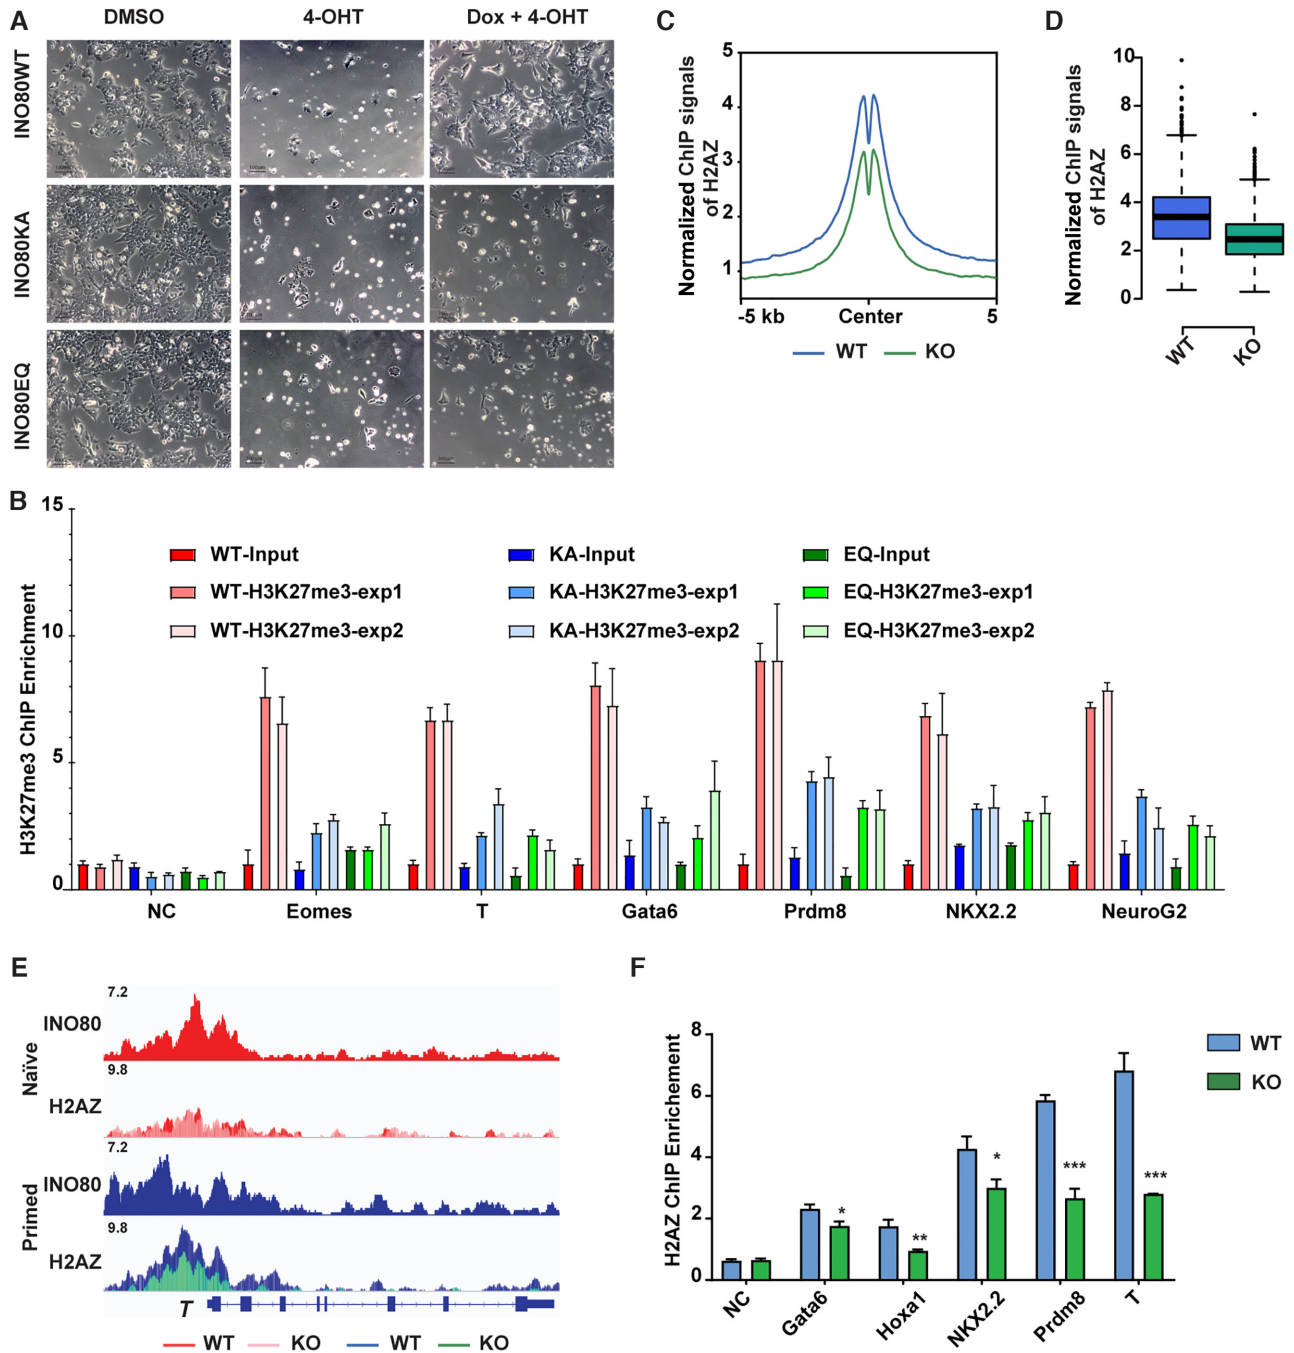 A
DMSO
4-OHT
Dox + 4-OHT
INO80WT
INO80KA
INO80EQ
C
Normalized ChIP signals
of H2AZ
5
4
3
2
1
-5 kb
Center
5
WT
KO
D
Normalized ChIP signals
of H2AZ
10
8
6
4
2
0
WT
KO
B
H3K27me3 ChIP Enrichment
15
10
5
0
WT-Input
KA-Input
EQ-Input
WT-H3K27me3-exp1
KA-H3K27me3-exp1
EQ-H3K27me3-exp1
WT-H3K27me3-exp2
KA-H3K27me3-exp2
EQ-H3K27me3-exp2
NC
Eomes
T
Gata6
Prdm8
NKX2.2
NeuroG2
E
Naïve
INO80
7.2
H2AZ
9.8
Primed
INO80
7.2
H2AZ
9.8
T
WT
KO
WT
KO
F
H2AZ ChIP Enrichement
8
6
4
2
0
WT
KO
*
**
*
***
***
NC
Gata6
Hoxa1
NKX2.2
Prdm8
T